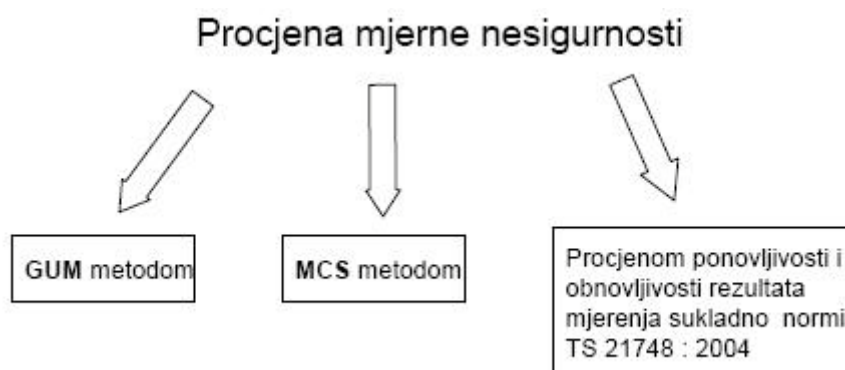 Procjena mjerne nesigurnosti
GUM metodom
MCS metodom
Procjenom ponovljivosti i
obnovljivosti rezultata
mjerenja sukladno normi
TS 21748 : 2004